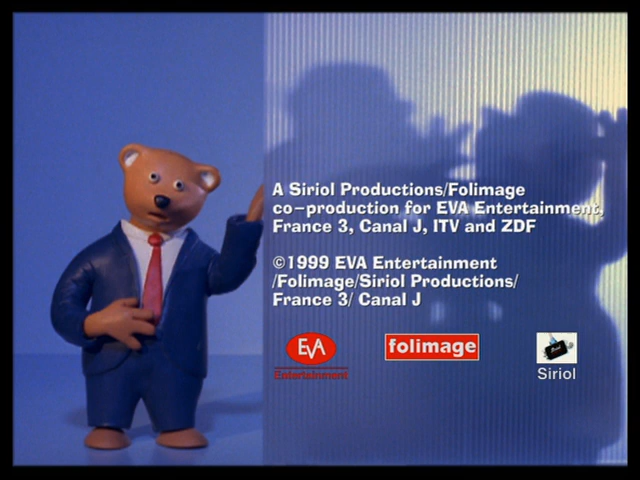 A Siriol Productions/Folimage
co-production for EVA Entertainment,
France 3, Canal J, ITV and ZDF
©1999 EVA Entertainment
/Folimage/Siriol Productions/
France 3/ Canal J
EVA
Entertainment
folimage
Siriol